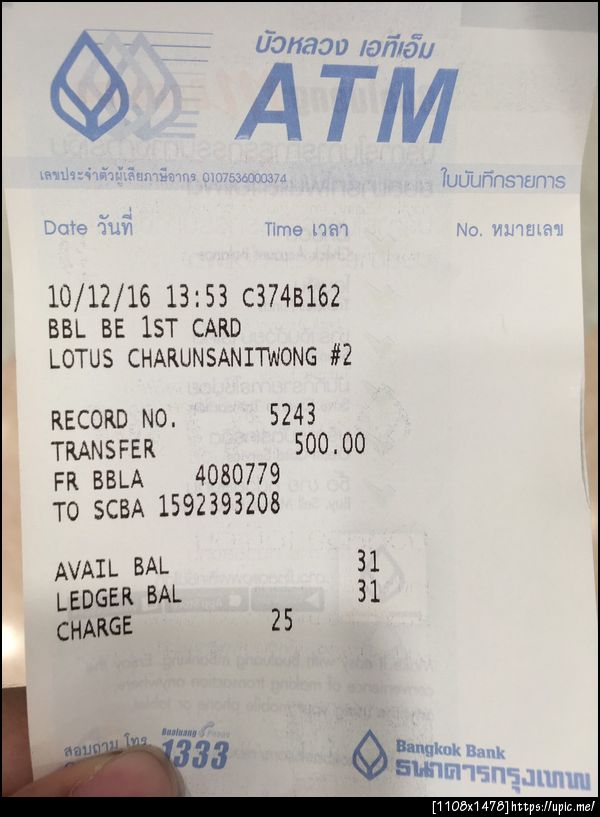 บัวหลวง เอทีเอ็ม
ATM
เลขประจำตัวผู้เสียภาษีอากร 0107536000374
ใบบันทึกรายการ
Date วันที่ Time เวลา No. หมายเลข
10/12/16 13:53 C374B162
BBL BE 1ST CARD
LOTUS CHARUNSANITWONG #2
RECORD NO. 5243
TRANSFER 500.00
FR BBLA 4080779
TO SCBA 1592393208
AVAIL BAL 31
LEDGER BAL 31
CHARGE 25
สอบถาม โทร.
Bualuang Phone
1333
Bangkok Bank
ธนาคารกรุงเทพ
[1108x1478]https://upic.me/